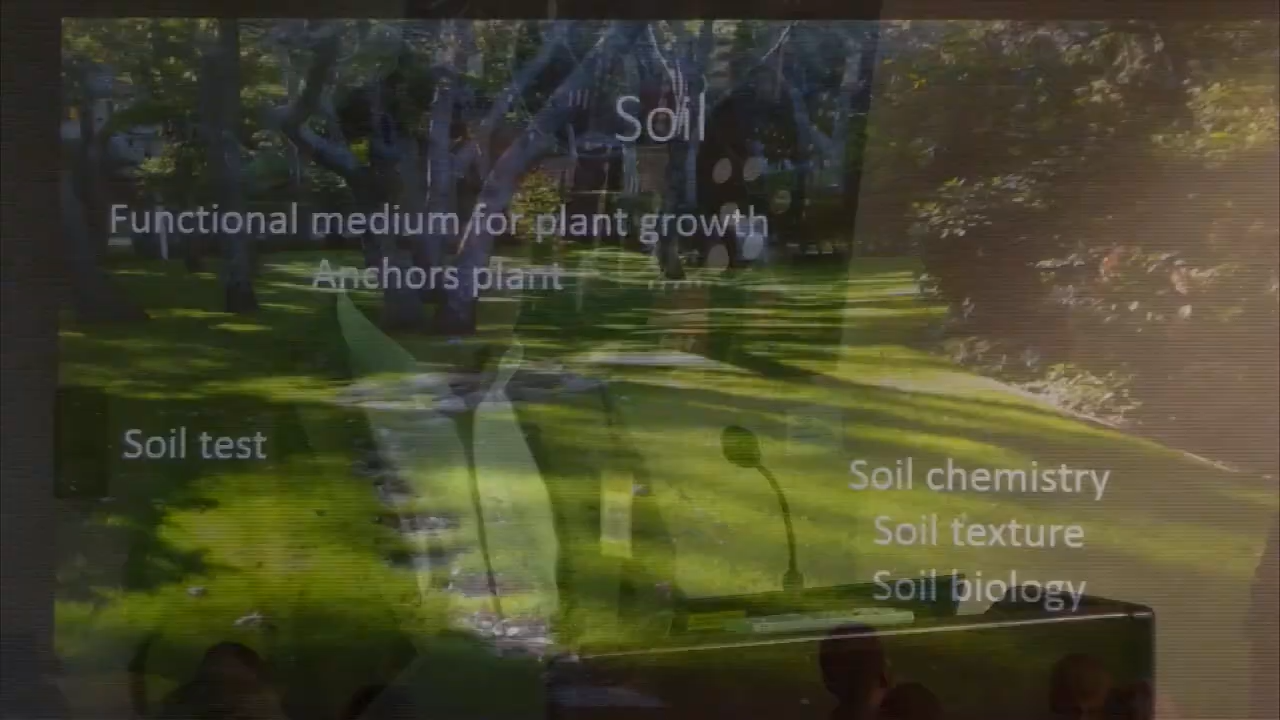 Soil
Functional medium for plant growth
Anchors plant
Soil test
Soil chemistry
Soil texture
Soil biology